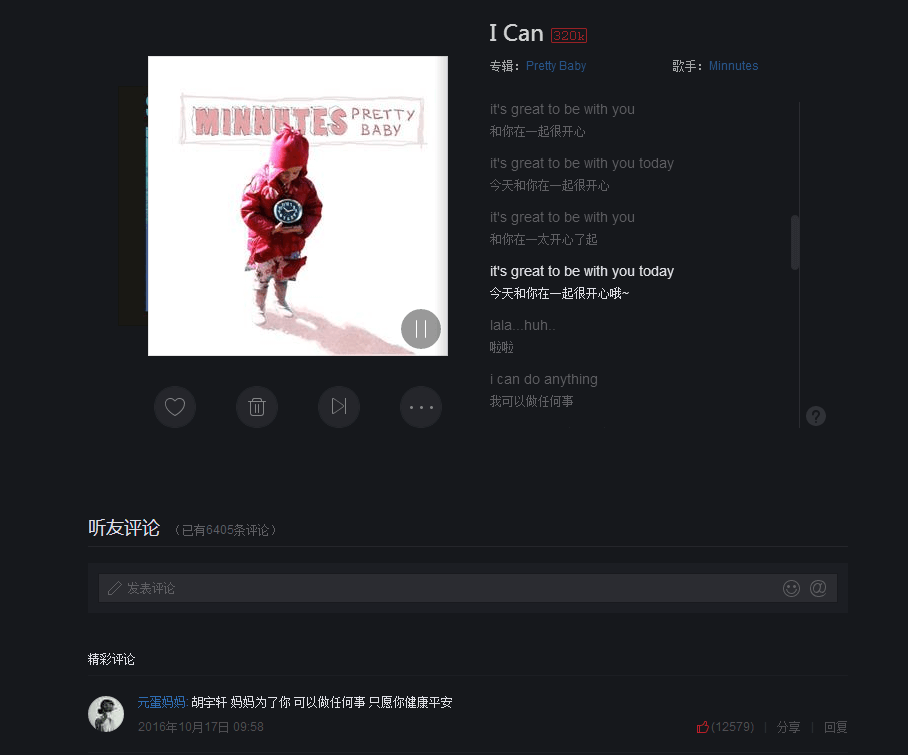 I Can 320k
专辑： Pretty Baby 歌手： Minnutes
MINNUTES PRETTY
BABY
it's great to be with you
和你在一起很开心
it's great to be with you today
今天和你在一起很开心
it's great to be with you
和你在一太开心了起
it's great to be with you today
今天和你在一起很开心哦~
lala...huh..
啦啦
i can do anything
我可以做任何事
?
听友评论 （已有6405条评论）
发表评论 @
精彩评论
元蛋妈妈: 胡宇轩 妈妈为了你 可以做任何事 只愿你健康平安
2016年10月17日 09:58 (12579) | 分享 | 回复